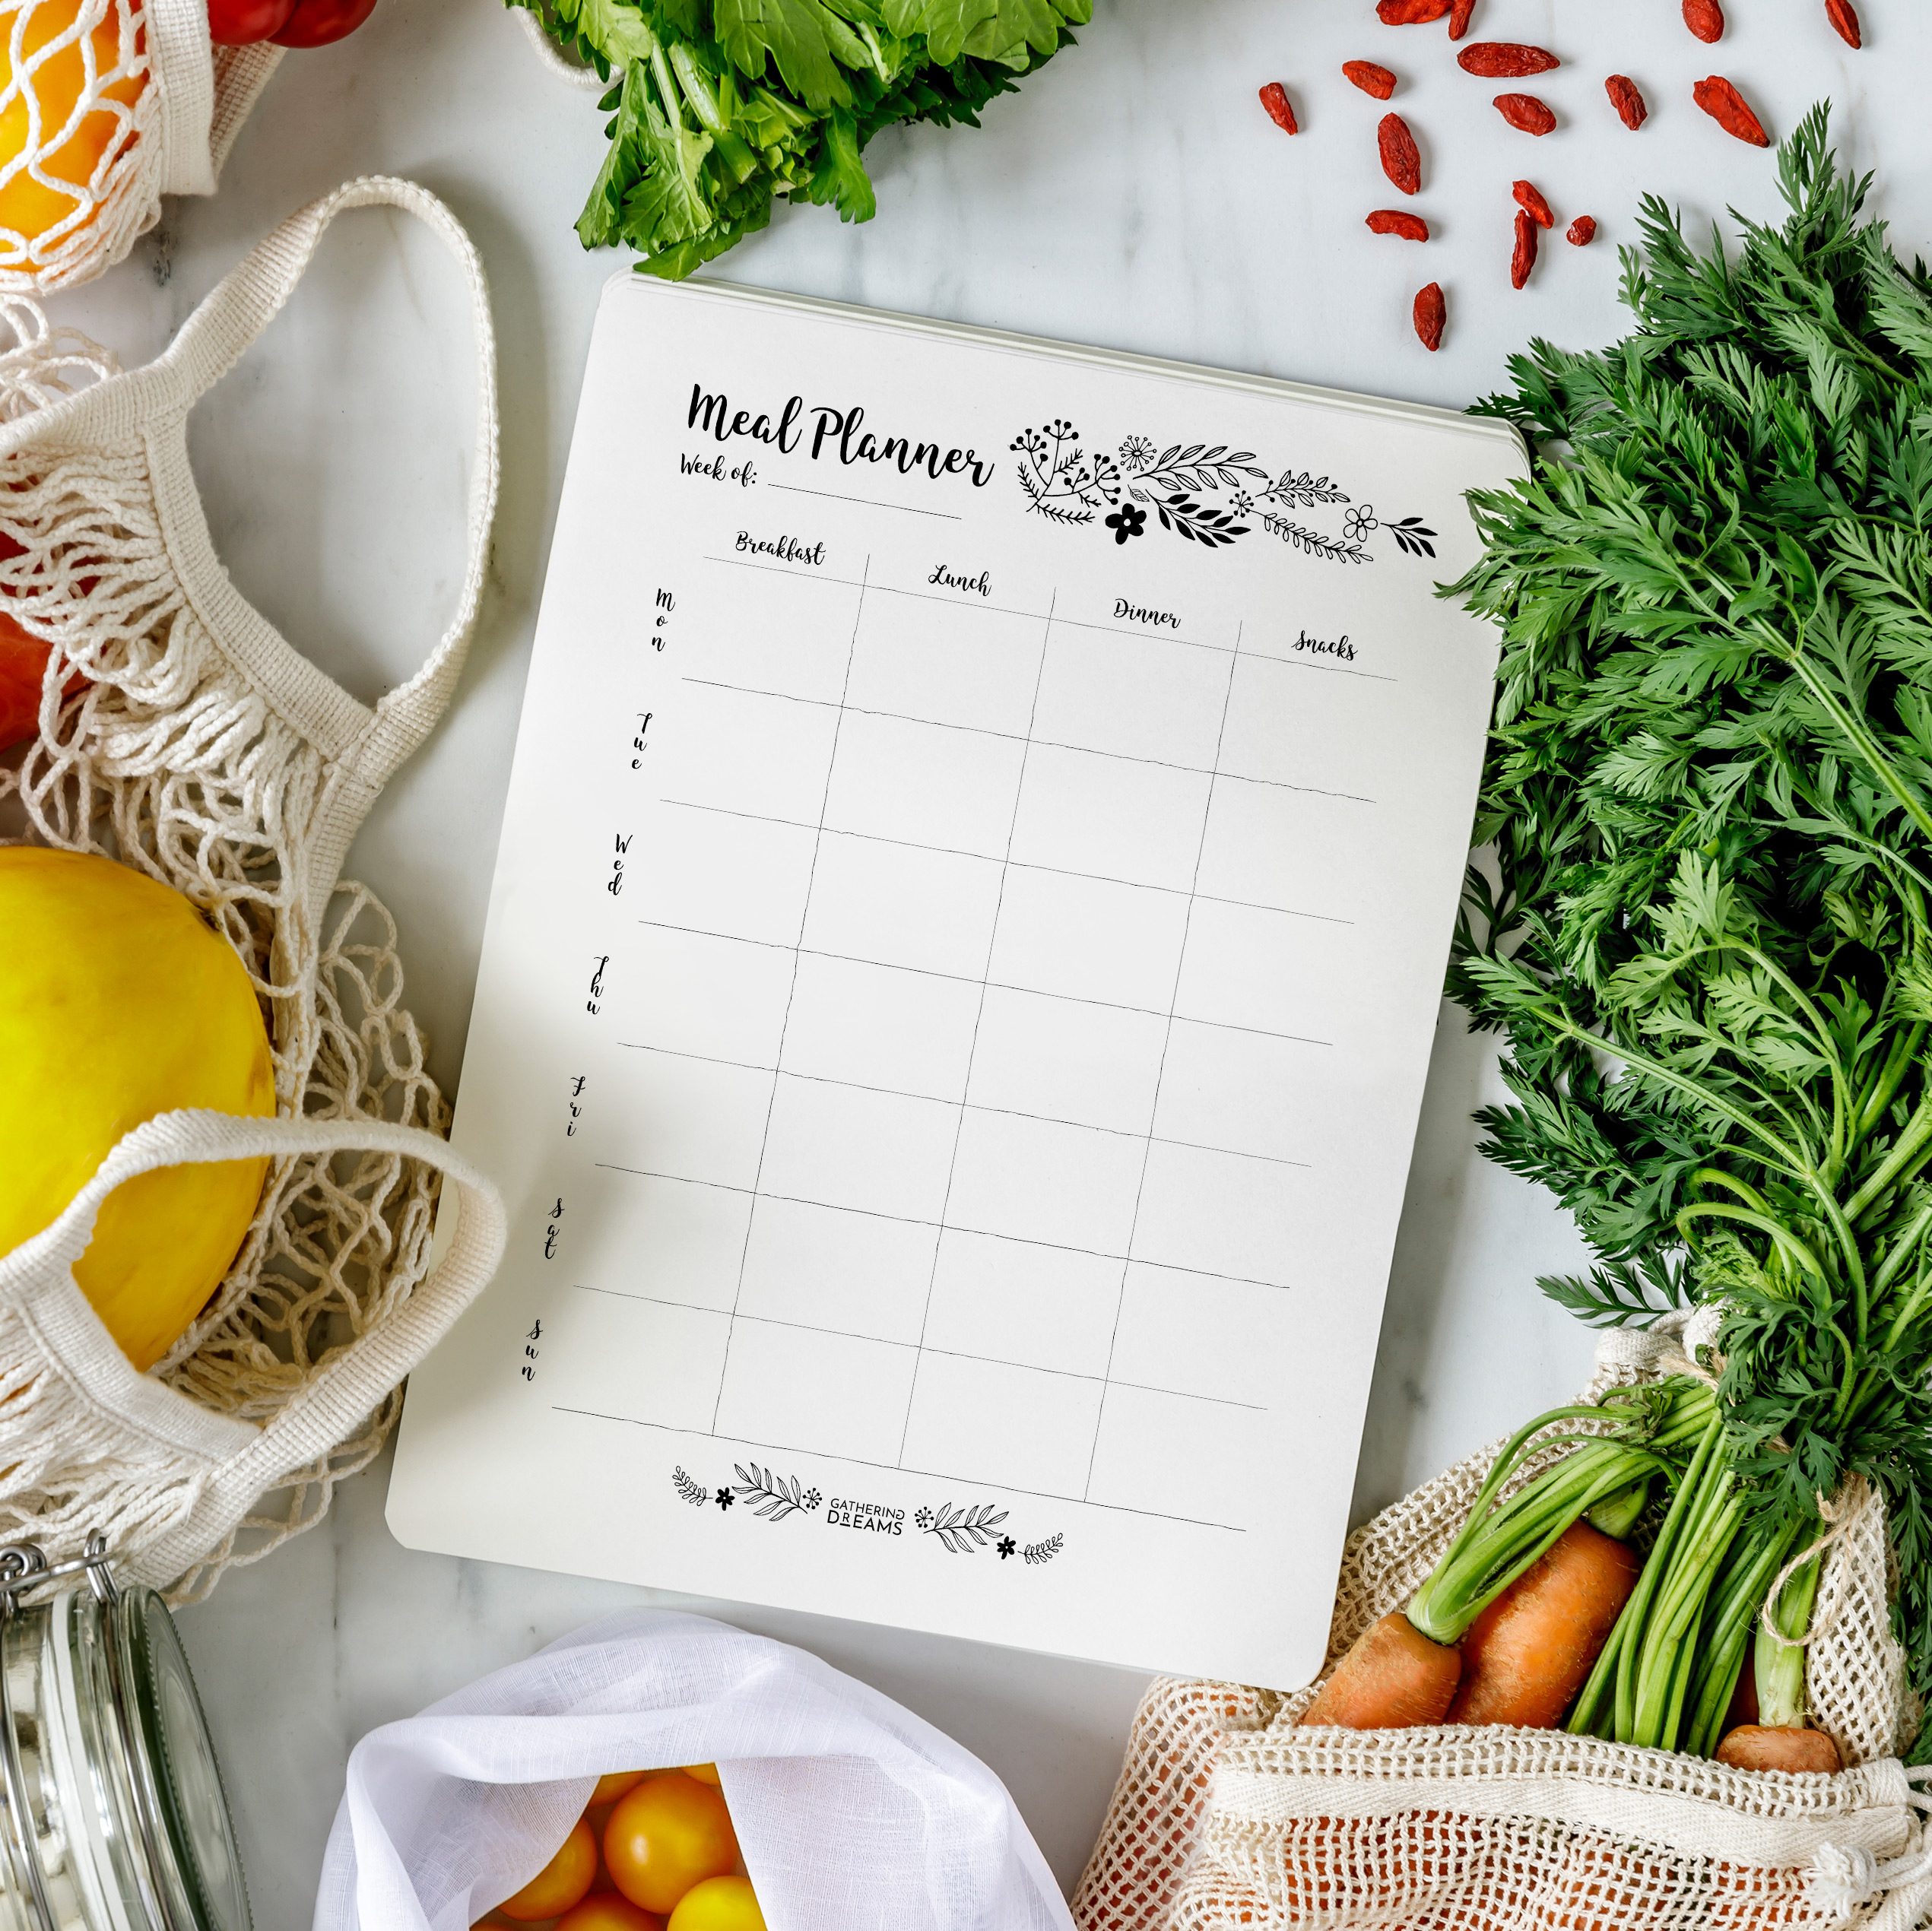 Meal Planner
Week of:
Breakfast Lunch Dinner Snacks
Mon
Tue
Wed
Thu
Fri
Sat
Sun
GATHERING
DREAMS